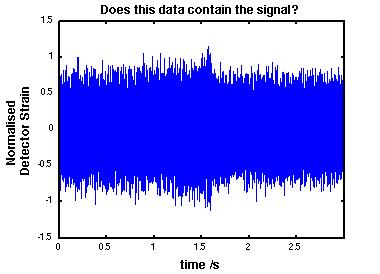 Does this data contain the signal?
1.5
1
0.5
0
-0.5
-1
-1.5
Normalised
Detector Strain
0 0.5 1 1.5 2 2.5
time /s